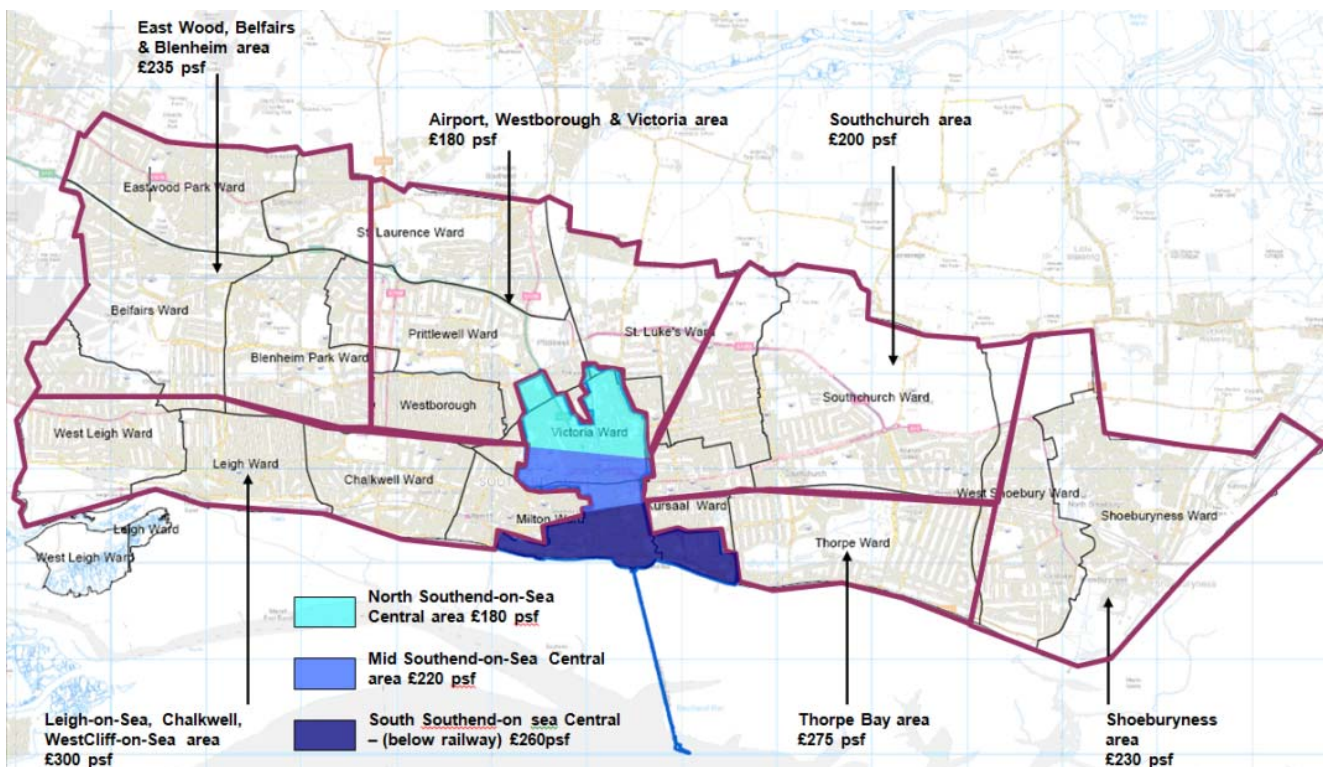 East Wood, Belfairs
& Blenheim area
£235 psf
Airport, Westborough & Victoria area
£180 psf
Southchurch area
£200 psf
Eastwood Park Ward
St. Laurence Ward
Belfairs Ward
Prittlewell Ward
St. Luke's Ward
Blenheim Park Ward
Westborough
Southchurch Ward
West Leigh Ward
Victoria Ward
Leigh Ward
Chalkwell Ward
West Shoebury Ward
Milton Ward
Kursaal Ward
Shoeburyness Ward
Leigh Ward
Thorpe Ward
West Leigh Ward
North Southend-on-Sea
Central area £180 psf
Mid Southend-on-Sea Central
area £220 psf
South Southend-on sea Central
– (below railway) £260psf
Leigh-on-Sea, Chalkwell,
WestCliff-on-Sea area
£300 psf
Thorpe Bay area
£275 psf
Shoeburyness
area
£230 psf